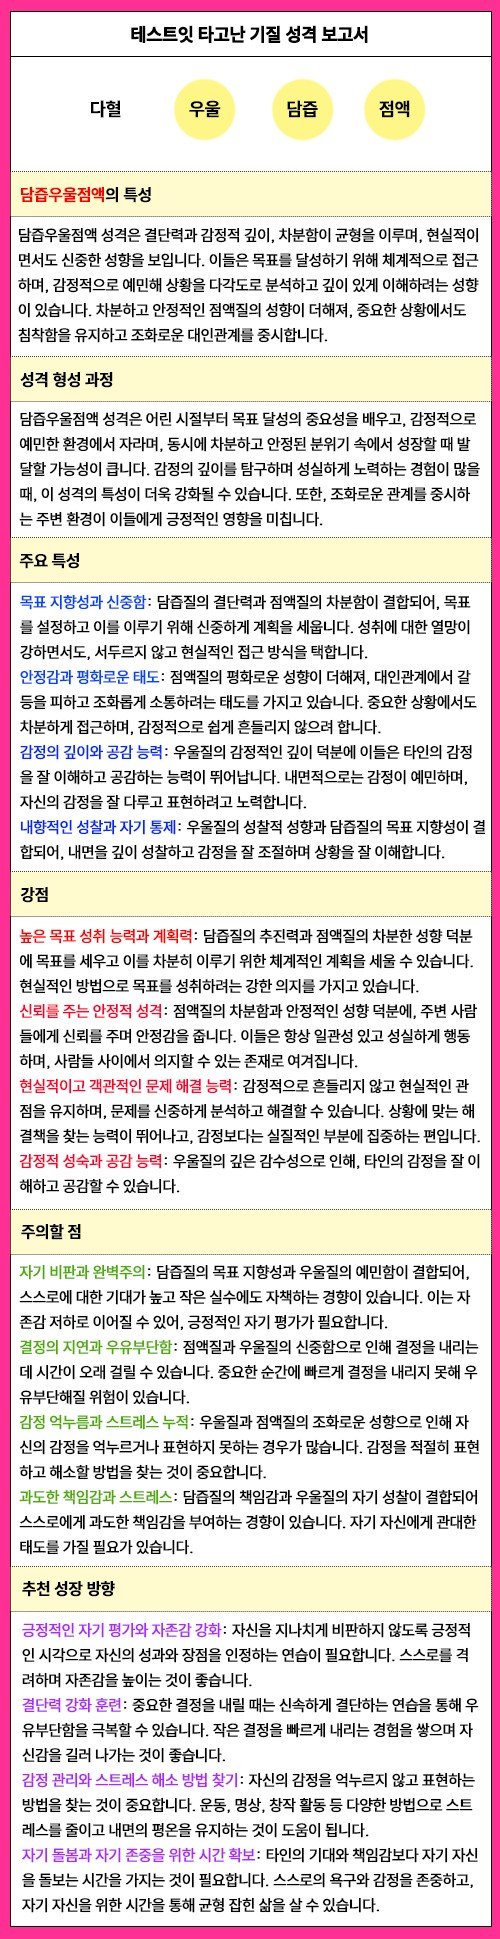 테스트잇 타고난 기질 성격 보고서
다혈 우울 담즙 점액
담즙우울점액의 특성
담즙우울점액 성격은 결단력과 감정적 깊이, 차분함이 균형을 이루며, 현실적이
면서도 신중한 성향을 보입니다. 이들은 목표를 달성하기 위해 체계적으로 접근
하며, 감정적으로 예민해 상황을 다각도로 분석하고 깊이 있게 이해하려는 성향
이 있습니다. 차분하고 안정적인 점액질의 성향이 더해져, 중요한 상황에서도
침착함을 유지하고 조화로운 대인관계를 중시합니다.
성격 형성 과정
담즙우울점액 성격은 어린 시절부터 목표 달성의 중요성을 배우고, 감정적으로
예민한 환경에서 자라며, 동시에 차분하고 안정된 분위기 속에서 성장할 때 발
달할 가능성이 큽니다. 감정의 깊이를 탐구하며 성실하게 노력하는 경험이 많을
때, 이 성격의 특성이 더욱 강화될 수 있습니다. 또한, 조화로운 관계를 중시하
는 주변 환경이 이들에게 긍정적인 영향을 미칩니다.
주요 특성
목표 지향성과 신중함: 담즙질의 결단력과 점액질의 차분함이 결합되어, 목표
를 설정하고 이를 이루기 위해 신중하게 계획을 세웁니다. 성취에 대한 열망이
강하면서도, 서두르지 않고 현실적인 접근 방식을 택합니다.
안정감과 평화로운 태도: 점액질의 평화로운 성향이 더해져, 대인관계에서 갈
등을 피하고 조화롭게 소통하려는 태도를 가지고 있습니다. 중요한 상황에서도
차분하게 접근하며, 감정적으로 쉽게 흔들리지 않으려 합니다.
감정의 깊이와 공감 능력: 우울질의 감정적인 깊이 덕분에 이들은 타인의 감정
을 잘 이해하고 공감하는 능력이 뛰어납니다. 내면적으로는 감정이 예민하며,
자신의 감정을 잘 다루고 표현하려고 노력합니다.
내향적인 성찰과 자기 통제: 우울질의 성찰적 성향과 담즙질의 목표 지향성이 결
합되어, 내면을 깊이 성찰하고 감정을 잘 조절하며 상황을 잘 이해합니다.
강점
높은 목표 성취 능력과 계획력: 담즙질의 추진력과 점액질의 차분한 성향 덕분
에 목표를 세우고 이를 차분히 이루기 위한 체계적인 계획을 세울 수 있습니다.
현실적인 방법으로 목표를 성취하려는 강한 의지를 가지고 있습니다.
신뢰를 주는 안정적 성격: 점액질의 차분함과 안정적인 성향 덕분에, 주변 사람
들에게 신뢰를 주며 안정감을 줍니다. 이들은 항상 일관성 있고 성실하게 행동
하며, 사람들 사이에서 의지할 수 있는 존재로 여겨집니다.
현실적이고 객관적인 문제 해결 능력: 감정적으로 흔들리지 않고 현실적인 관
점을 유지하며, 문제를 신중하게 분석하고 해결할 수 있습니다. 상황에 맞는 해
결책을 찾는 능력이 뛰어나고, 감정보다는 실질적인 부분에 집중하는 편입니다.
감정적 성숙과 공감 능력: 우울질의 깊은 감수성으로 인해, 타인의 감정을 잘 이
해하고 공감할 수 있습니다.
주의할 점
자기 비판과 완벽주의: 담즙질의 목표 지향성과 우울질의 예민함이 결합되어,
스스로에 대한 기대가 높고 작은 실수에도 자책하는 경향이 있습니다. 이는 자
존감 저하로 이어질 수 있어, 긍정적인 자기 평가가 필요합니다.
결정의 지연과 우유부단함: 점액질과 우울질의 신중함으로 인해 결정을 내리는
데 시간이 오래 걸릴 수 있습니다. 중요한 순간에 빠르게 결정을 내리지 못해 우
유부단해질 위험이 있습니다.
감정 억누름과 스트레스 누적: 우울질과 점액질의 조화로운 성향으로 인해 자
신의 감정을 억누르거나 표현하지 못하는 경우가 많습니다. 감정을 적절히 표현
하고 해소할 방법을 찾는 것이 중요합니다.
과도한 책임감과 스트레스: 담즙질의 책임감과 우울질의 자기 성찰이 결합되어
스스로에게 과도한 책임감을 부여하는 경향이 있습니다. 자기 자신에게 관대한
태도를 가질 필요가 있습니다.
추천 성장 방향
긍정적인 자기 평가와 자존감 강화: 자신을 지나치게 비판하지 않도록 긍정적
인 시각으로 자신의 성과와 장점을 인정하는 연습이 필요합니다. 스스로를 격
려하며 자존감을 높이는 것이 좋습니다.
결단력 강화 훈련: 중요한 결정을 내릴 때는 신속하게 결단하는 연습을 통해 우
유부단함을 극복할 수 있습니다. 작은 결정을 빠르게 내리는 경험을 쌓으며 자
신감을 길러 나가는 것이 좋습니다.
감정 관리와 스트레스 해소 방법 찾기: 자신의 감정을 억누르지 않고 표현하는
방법을 찾는 것이 중요합니다. 운동, 명상, 창작 활동 등 다양한 방법으로 스트
레스를 줄이고 내면의 평온을 유지하는 것이 도움이 됩니다.
자기 돌봄과 자기 존중을 위한 시간 확보: 타인의 기대와 책임감보다 자기 자신
을 돌보는 시간을 가지는 것이 필요합니다. 스스로의 욕구와 감정을 존중하고,
자기 자신을 위한 시간을 통해 균형 잡힌 삶을 살 수 있습니다.